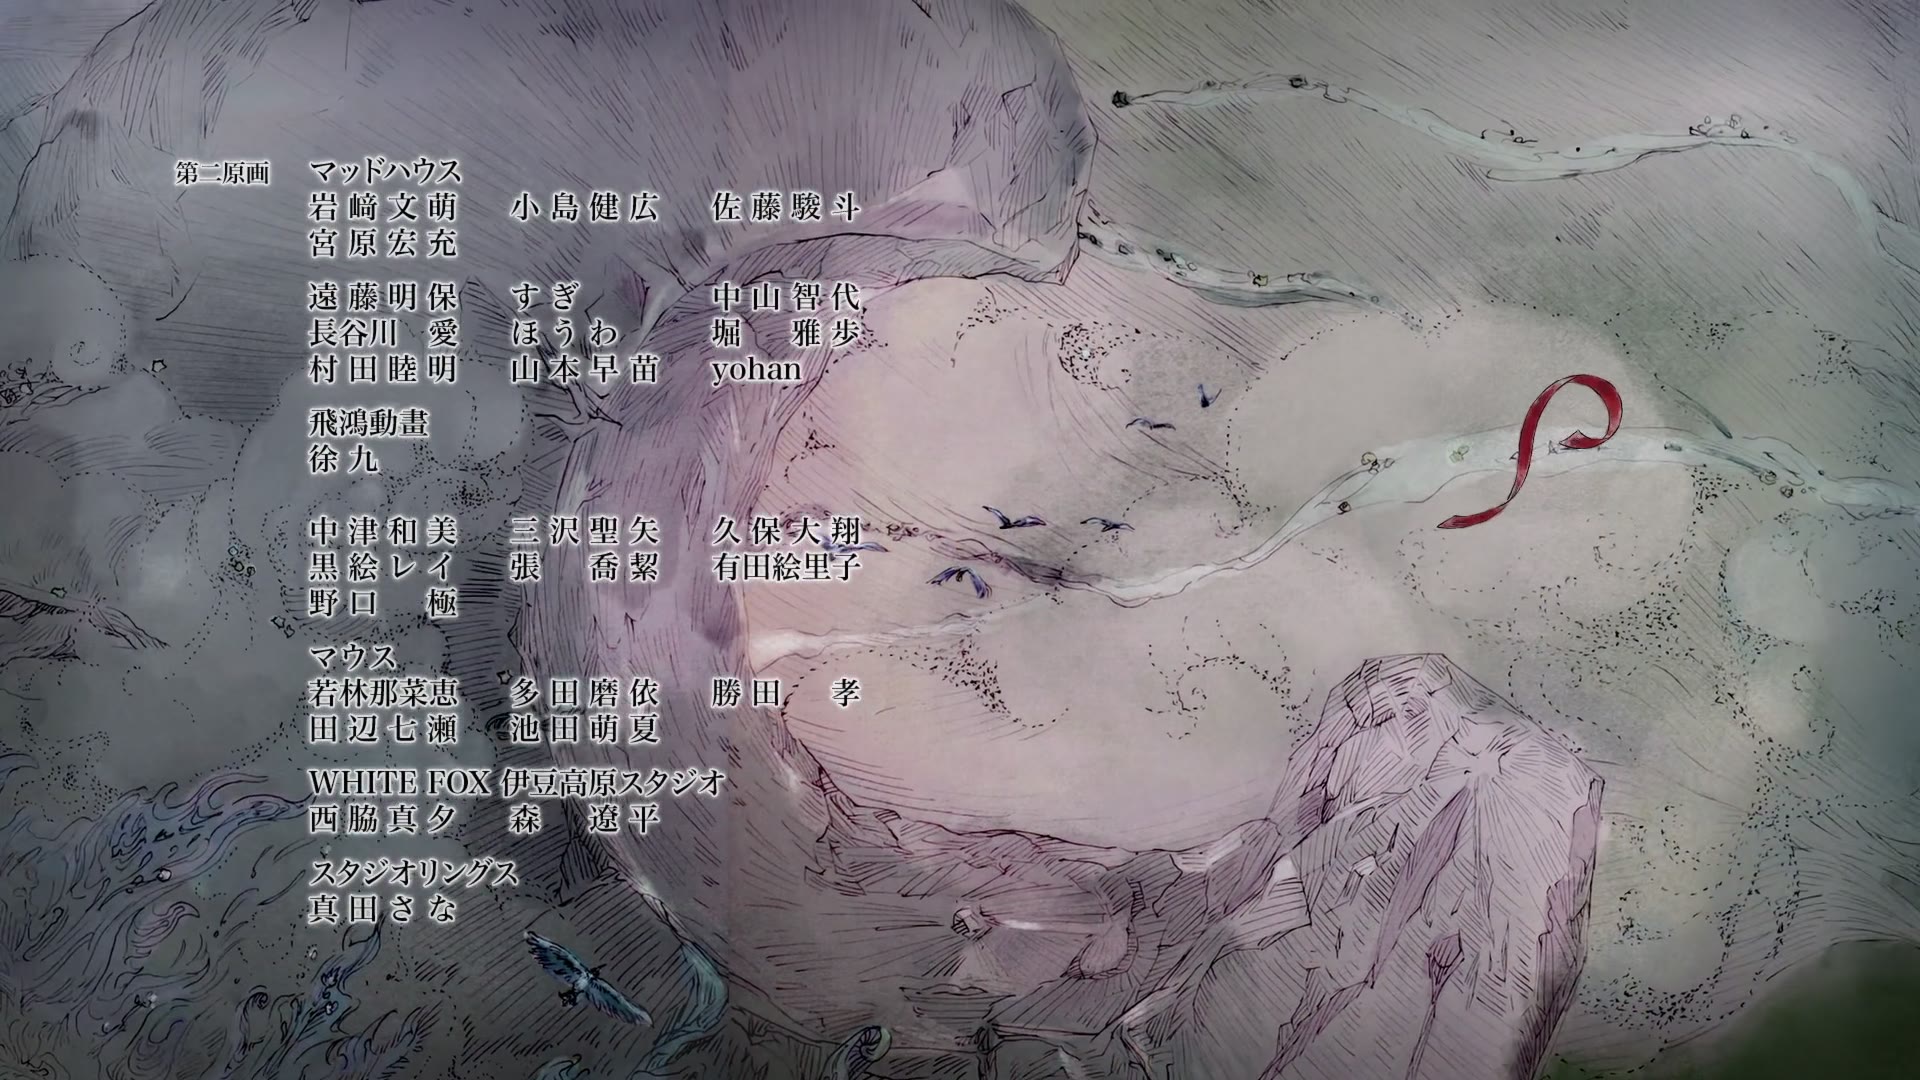 第二原画 マッドハウス
岩﨑文萌 小島健広 佐藤駿斗
宮原宏充
遠藤明保 すぎ 中山智代
長谷川 愛 ほうわ 堀 雅歩
村田睦明 山本早苗 yohan
飛鴻動畫
徐九
中津和美 三沢聖矢 久保大翔
黒絵レイ 張 喬絜 有田絵里子
野口 極
マウス
若林那菜恵 多田磨依 勝田 孝
田辺七瀬 池田萌夏
WHITE FOX 伊豆高原スタジオ
西脇真夕 森 遼平
スタジオリングス
真田さな